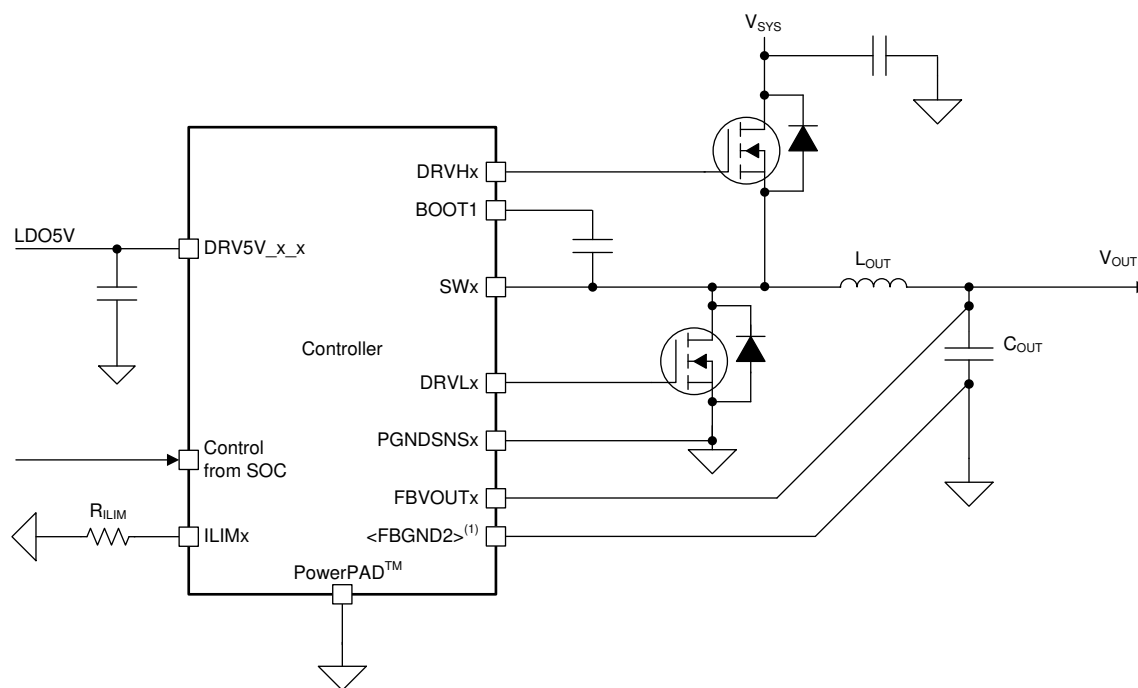 VSYS
DRVHx
BOOT1
LDO5V
DRV5V_x_x
SWx
LOUT
VOUT
Controller
COUT
DRVLx
PGNDSNSx
Control
from SOC
FBVOUTx
RILIM
ILIMx
<FBGND2>(1)
PowerPAD™